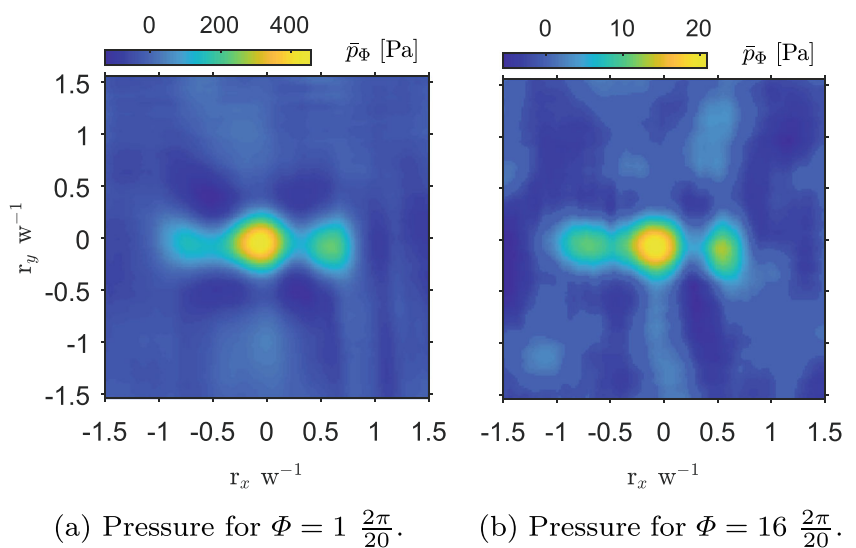 0 200 400 p̄_Φ [Pa]
0 10 20 p̄_Φ [Pa]
1.5
1
0.5
0
-0.5
-1
-1.5
r_y w⁻¹
-1.5 -1 -0.5 0 0.5 1 1.5
-1.5 -1 -0.5 0 0.5 1 1.5
r_x w⁻¹
r_x w⁻¹
(a) Pressure for Φ = 1 2π/20.
(b) Pressure for Φ = 16 2π/20.